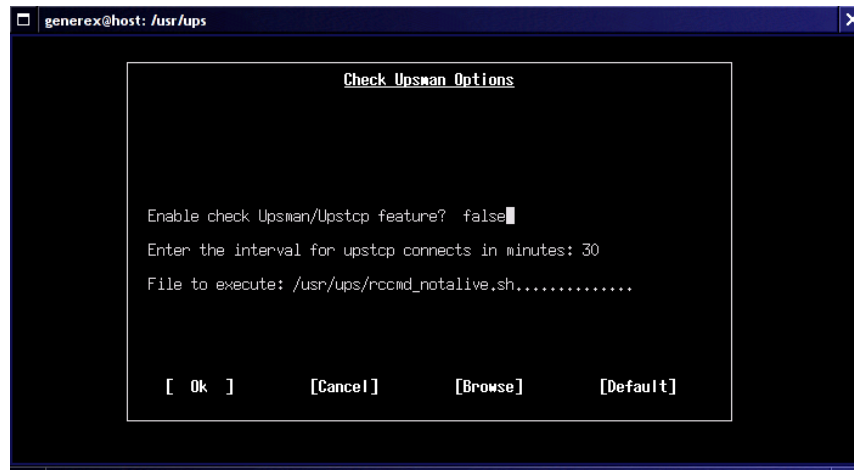 generex@host: /usr/ups
Check Upsman Options
Enable check Upsman/Upstcp feature? false
Enter the interval for upstcp connects in minutes: 30
File to execute: /usr/ups/rccmd_notalive.sh..............
[ Ok ] [Cancel] [Browse] [Default]